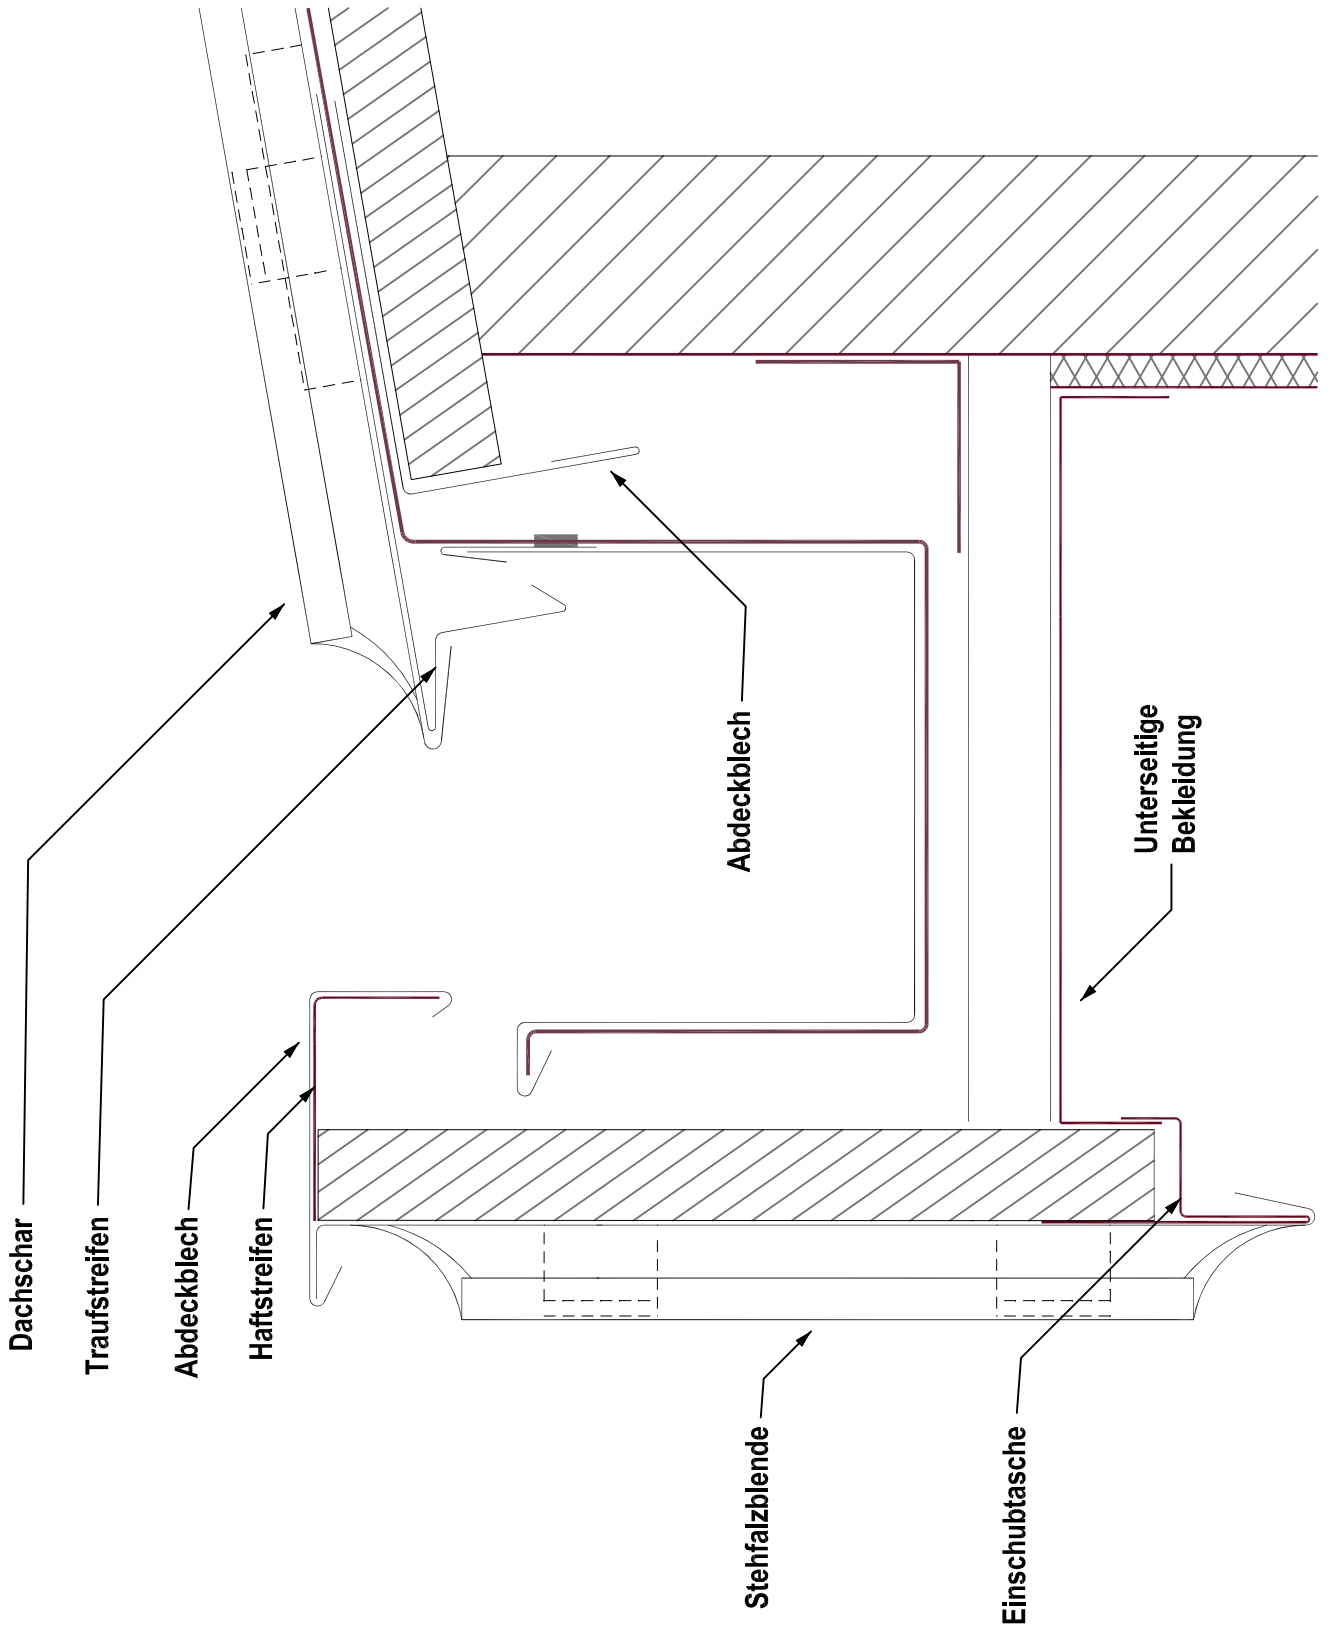 Dachschar
Traufstreifen
Abdeckblech
Haftstreifen
Abdeckblech
Unterseitige
Bekleidung
Stehfalzblende
Einschubtasche